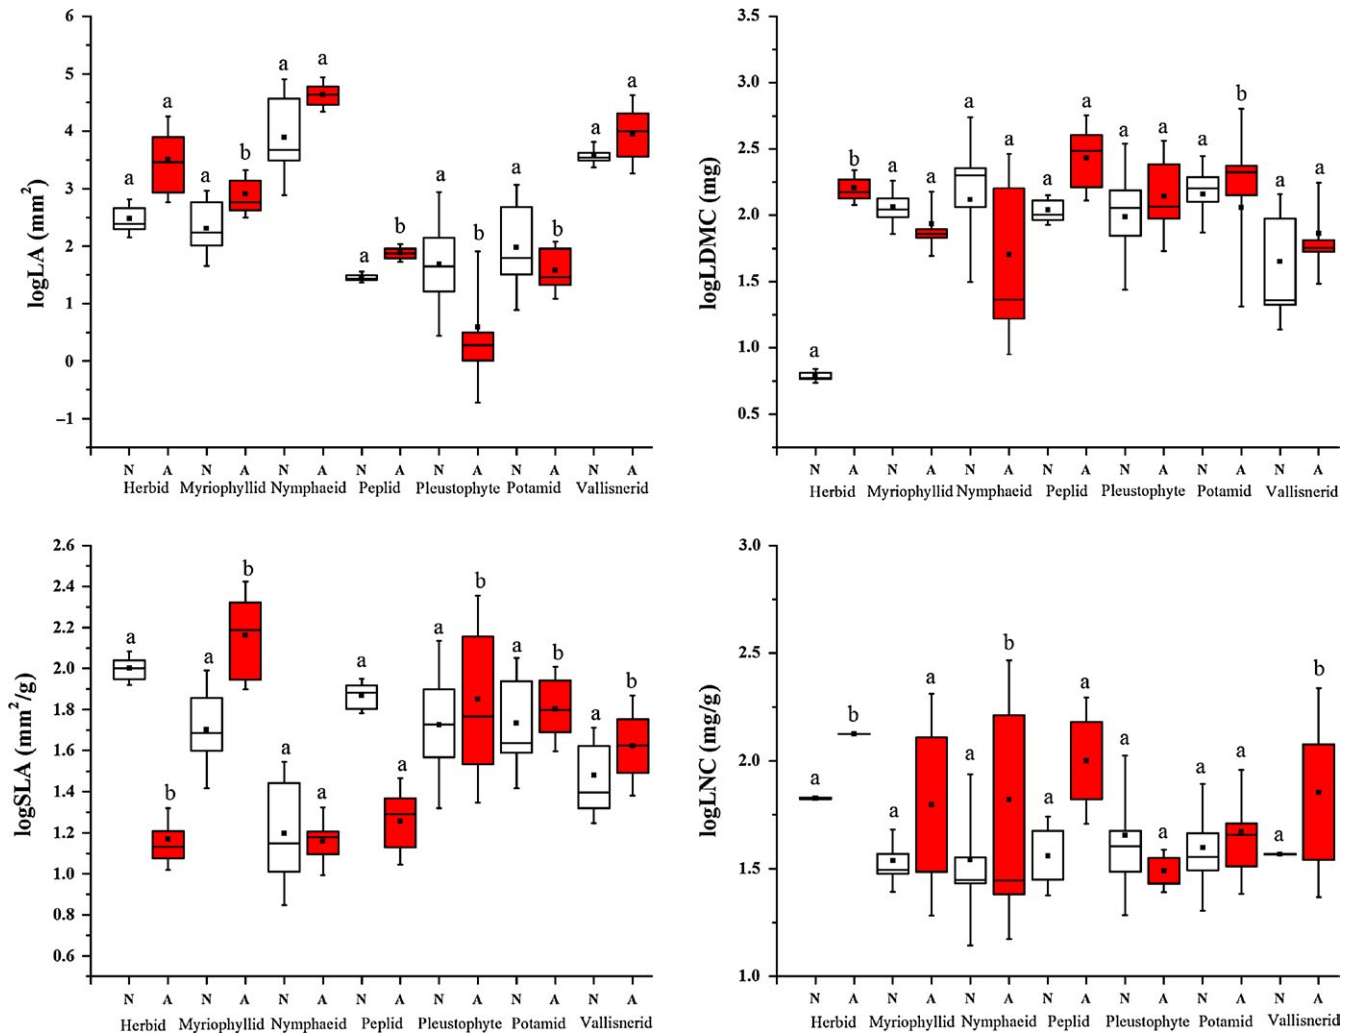 logLA (mm²)
6
5
4
3
2
1
0
–1
a a a b a a a b a b a b a a
N A N A N A N A N A N A N A
Herbid Myriophyllid Nymphaeid Peplid Pleustophyte Potamid Vallisnerid
logLDMC (mg)
3.5
3.0
2.5
2.0
1.5
1.0
0.5
a b a a a a a a a a a b a a
N A N A N A N A N A N A N A
Herbid Myriophyllid Nymphaeid Peplid Pleustophyte Potamid Vallisnerid
logSLA (mm²/g)
2.6
2.4
2.2
2.0
1.8
1.6
1.4
1.2
1.0
0.8
0.6
a b a b a a a a a b a b a b
N A N A N A N A N A N A N A
Herbid Myriophyllid Nymphaeid Peplid Pleustophyte Potamid Vallisnerid
logLNC (mg/g)
3.0
2.5
2.0
1.5
1.0
a b a a a b a a a a a a a b
N A N A N A N A N A N A N A
Herbid Myriophyllid Nymphaeid Peplid Pleustophyte Potamid Vallisnerid